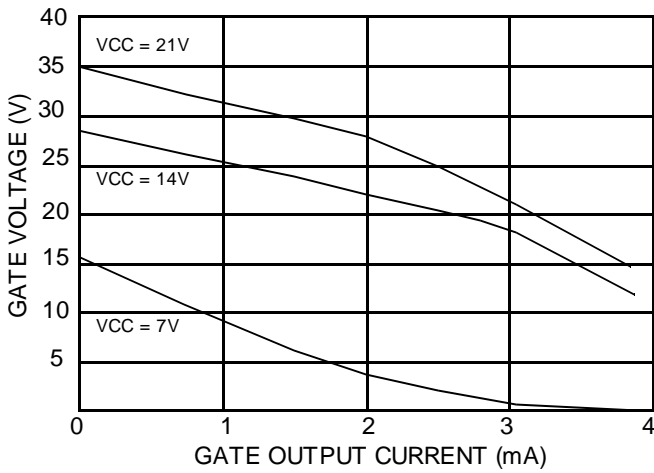 40
35
30
25
20
15
10
5
GATE VOLTAGE (V)
VCC = 21V
VCC = 14V
VCC = 7V
0 1 2 3 4
GATE OUTPUT CURRENT (mA)